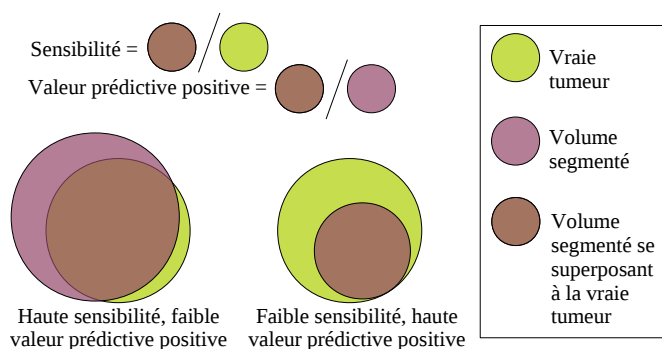 Sensibilité =
/
Valeur prédictive positive =
/
Haute sensibilité, faible
valeur prédictive positive
Faible sensibilité, haute
valeur prédictive positive
Vraie
tumeur
Volume
segmenté
Volume
segmenté se
superposant
à la vraie
tumeur